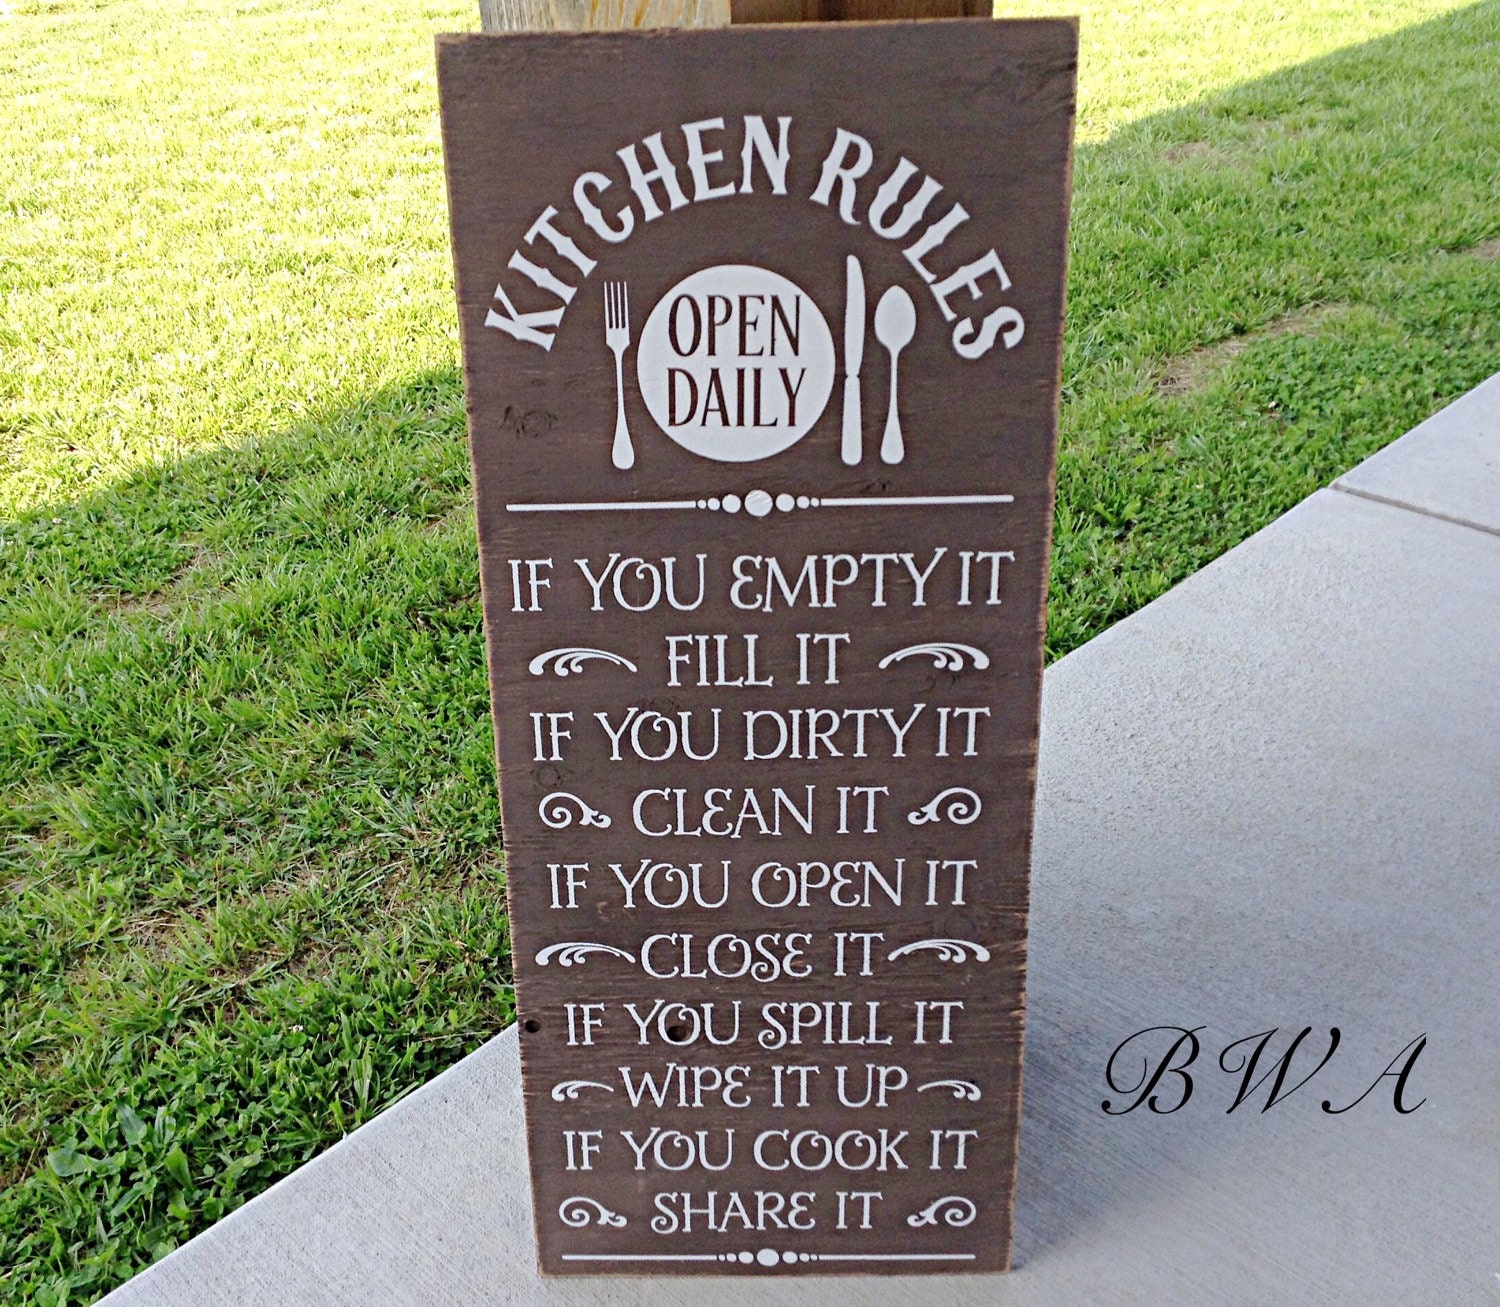 KITCHEN RULES
OPEN
DAILY
IF YOU EMPTY IT
FILL IT
IF YOU DIRTY IT
CLEAN IT
IF YOU OPEN IT
CLOSE IT
IF YOU SPILL IT
WIPE IT UP
IF YOU COOK IT
SHARE IT
BWA